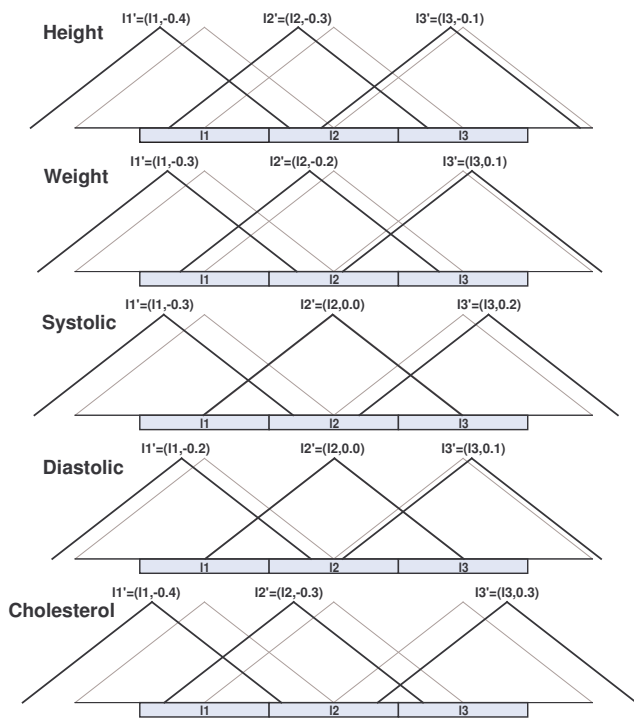 Height
l1'=(l1,-0.4) l2'=(l2,-0.3) l3'=(l3,-0.1)
l1 l2 l3
Weight
l1'=(l1,-0.3) l2'=(l2,-0.2) l3'=(l3,0.1)
l1 l2 l3
Systolic
l1'=(l1,-0.3) l2'=(l2,0.0) l3'=(l3,0.2)
l1 l2 l3
Diastolic
l1'=(l1,-0.2) l2'=(l2,0.0) l3'=(l3,0.1)
l1 l2 l3
Cholesterol
l1'=(l1,-0.4) l2'=(l2,-0.3) l3'=(l3,0.3)
l1 l2 l3